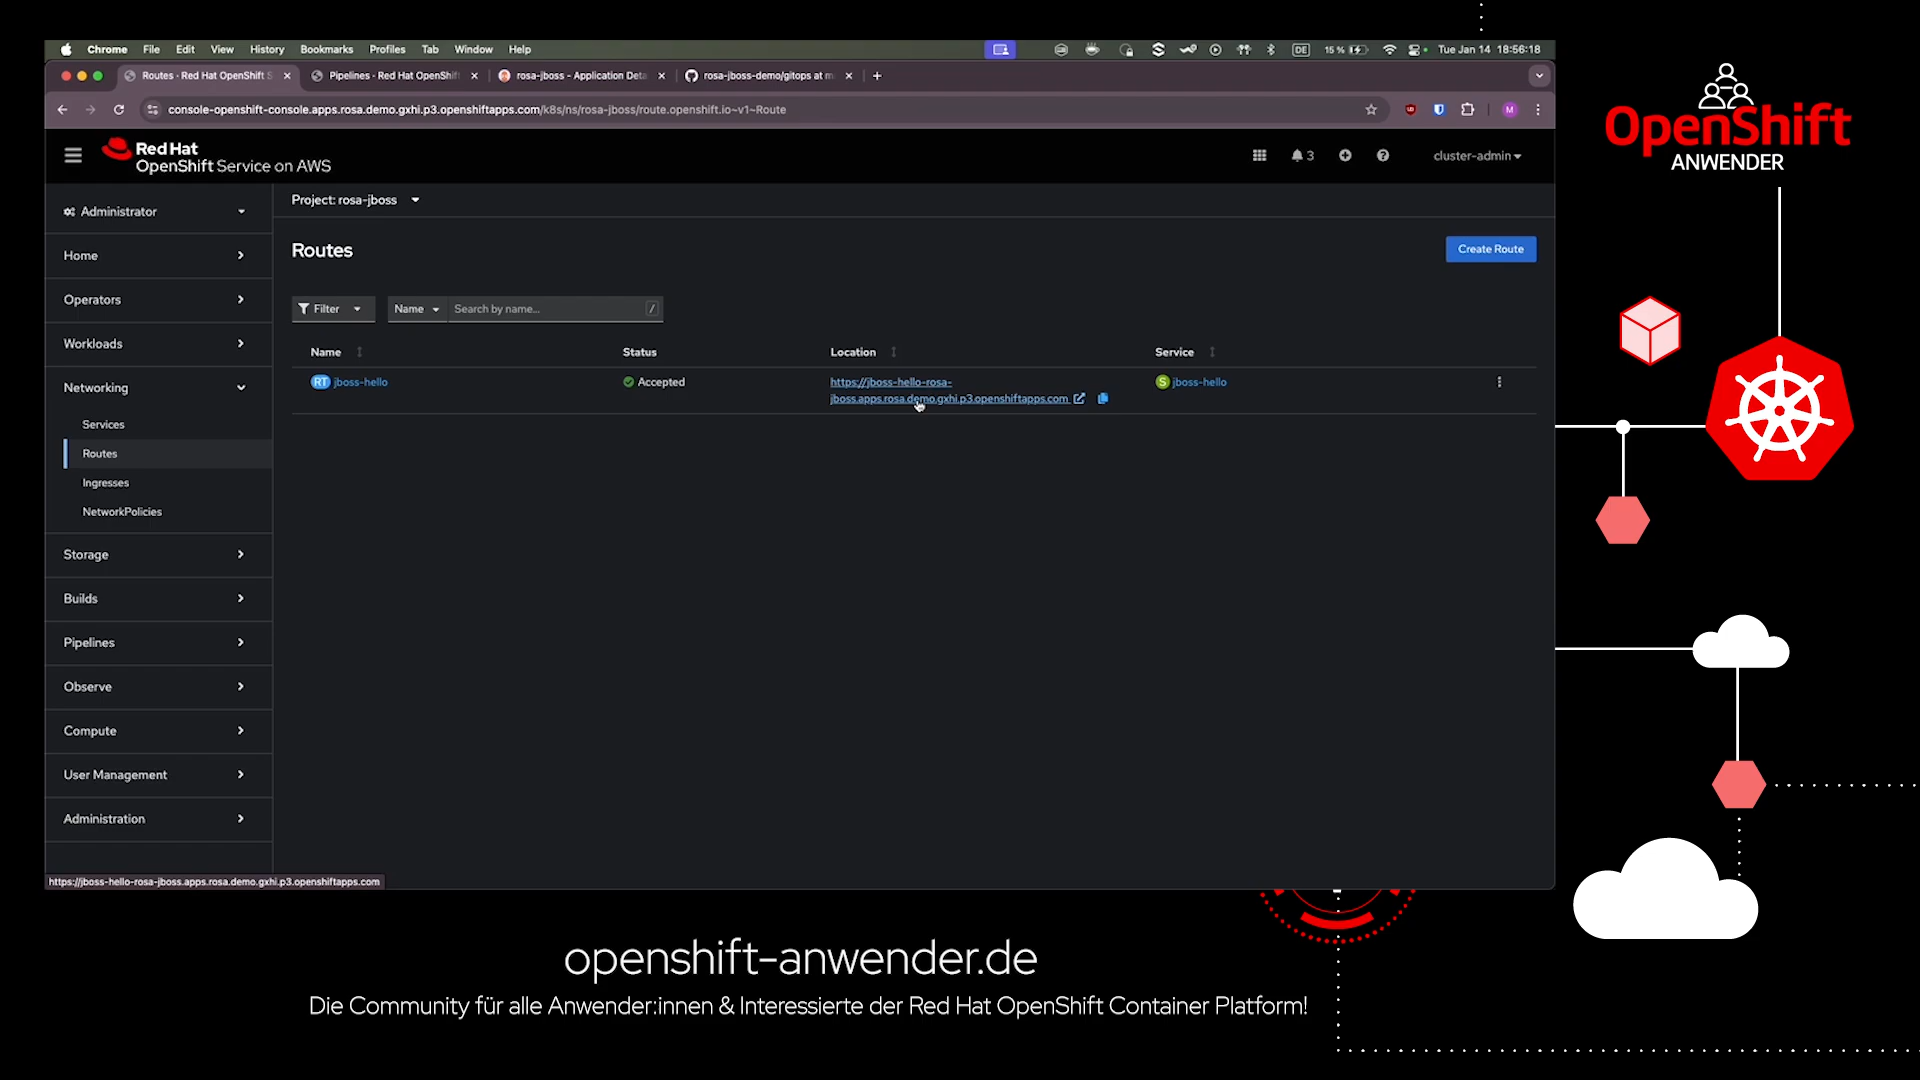 Chrome File Edit View History Bookmarks Profiles Tab Window Help DE 15 % Tue Jan 14 18:56:18
Routes · Red Hat OpenShift S Pipelines · Red Hat OpenShift rosa-jboss - Application Deta rosa-jboss-demo/gitops at m
console-openshift-console.apps.rosa.demo.gxhi.p3.openshiftapps.com/k8s/ns/rosa-jboss/route.openshift.io~v1~Route M
Red Hat
OpenShift Service on AWS
3
cluster-admin
Administrator
Home
Operators
Workloads
Networking
Services
Routes
Ingresses
NetworkPolicies
Storage
Builds
Pipelines
Observe
Compute
User Management
Administration
Project: rosa-jboss
Routes
Create Route
Filter Name Search by name... /
Name Status Location Service
RT jboss-hello Accepted https://jboss-hello-rosa-
jboss.apps.rosa.demo.gxhi.p3.openshiftapps.com S jboss-hello
https://jboss-hello-rosa-jboss.apps.rosa.demo.gxhi.p3.openshiftapps.com
OpenShift
ANWENDER
openshift-anwender.de
Die Community für alle Anwender:innen & Interessierte der Red Hat OpenShift Container Platform!